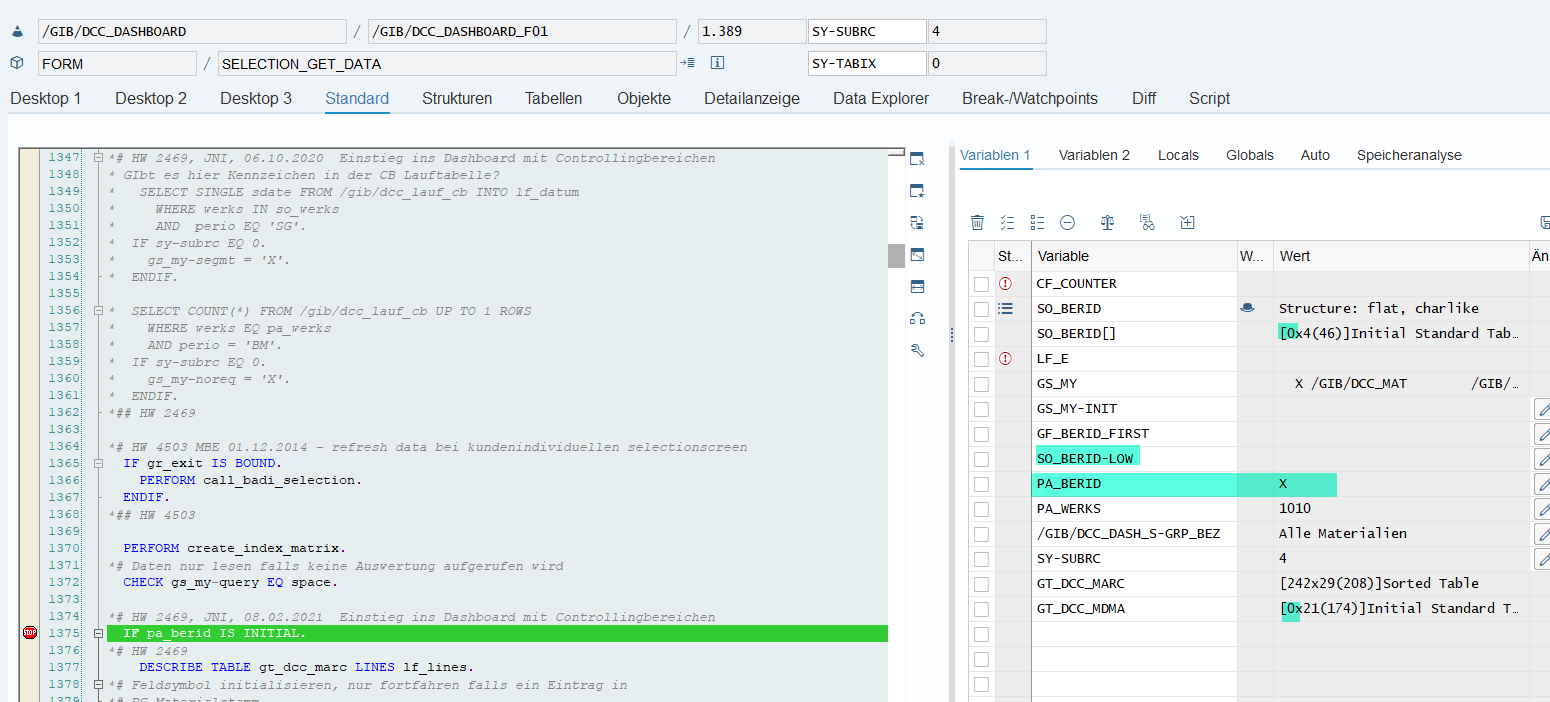 /GIB/DCC_DASHBOARD / /GIB/DCC_DASHBOARD_F01 / 1.389 SY-SUBRC 4
FORM / SELECTION_GET_DATA SY-TABIX 0
Desktop 1 Desktop 2 Desktop 3 Standard Strukturen Tabellen Objekte Detailanzeige Data Explorer Break-/Watchpoints Diff Script
1347 *# HW 2469, JNI, 06.10.2020  Einstieg ins Dashboard mit Controllingbereichen
1348 * GIbt es hier Kennzeichen in der CB Lauftabelle?
1349 *   SELECT SINGLE sdate FROM /gib/dcc_lauf_cb INTO lf_datum
1350 *     WHERE werks IN so_werks
1351 *     AND  perio EQ 'SG'.
1352 *  IF sy-subrc EQ 0.
1353 *    gs_my-segmt = 'X'.
1354 *  ENDIF.
1355
1356 *  SELECT COUNT(*) FROM /gib/dcc_lauf_cb UP TO 1 ROWS
1357 *    WHERE werks EQ pa_werks
1358 *    AND perio = 'BM'.
1359 *  IF sy-subrc EQ 0.
1360 *    gs_my-noreq = 'X'.
1361 *  ENDIF.
1362 *## HW 2469
1363
1364 *# HW 4503 MBE 01.12.2014 - refresh data bei kundenindividuellen selectionscreen
1365 IF gr_exit IS BOUND.
1366 PERFORM call_badi_selection.
1367 ENDIF.
1368 *## HW 4503
1369
1370 PERFORM create_index_matrix.
1371 *# Daten nur lesen falls keine Auswertung aufgerufen wird
1372 CHECK gs_my-query EQ space.
1373
1374 *# HW 2469, JNI, 08.02.2021  Einstieg ins Dashboard mit Controllingbereichen
STOP 1375 IF pa_berid IS INITIAL.
1376 *# HW 2469
1377 DESCRIBE TABLE gt_dcc_marc LINES lf_lines.
1378 *# Feldsymbol initialisieren, nur fortfahren falls ein Eintrag in
1379 *# DC Materialstamm
Variablen 1 Variablen 2 Locals Globals Auto Speicheranalyse
St... Variable W... Wert Än
CF_COUNTER
SO_BERID Structure: flat, charlike
SO_BERID[] [0x4(46)]Initial Standard Tab…
LF_E
GS_MY X /GIB/DCC_MAT /GIB/…
GS_MY-INIT
GF_BERID_FIRST
SO_BERID-LOW
PA_BERID X
PA_WERKS 1010
/GIB/DCC_DASH_S-GRP_BEZ Alle Materialien
SY-SUBRC 4
GT_DCC_MARC [242x29(208)]Sorted Table
GT_DCC_MDMA [0x21(174)]Initial Standard T…